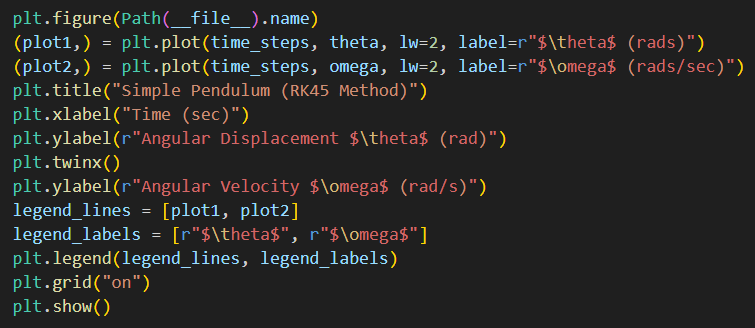 plt.figure(Path(__file__).name)
(plot1,) = plt.plot(time_steps, theta, lw=2, label=r"$\theta$ (rads)")
(plot2,) = plt.plot(time_steps, omega, lw=2, label=r"$\omega$ (rads/sec)")
plt.title("Simple Pendulum (RK45 Method)")
plt.xlabel("Time (sec)")
plt.ylabel(r"Angular Displacement $\theta$ (rad)")
plt.twinx()
plt.ylabel(r"Angular Velocity $\omega$ (rad/s)")
legend_lines = [plot1, plot2]
legend_labels = [r"$\theta$", r"$\omega$"]
plt.legend(legend_lines, legend_labels)
plt.grid("on")
plt.show()